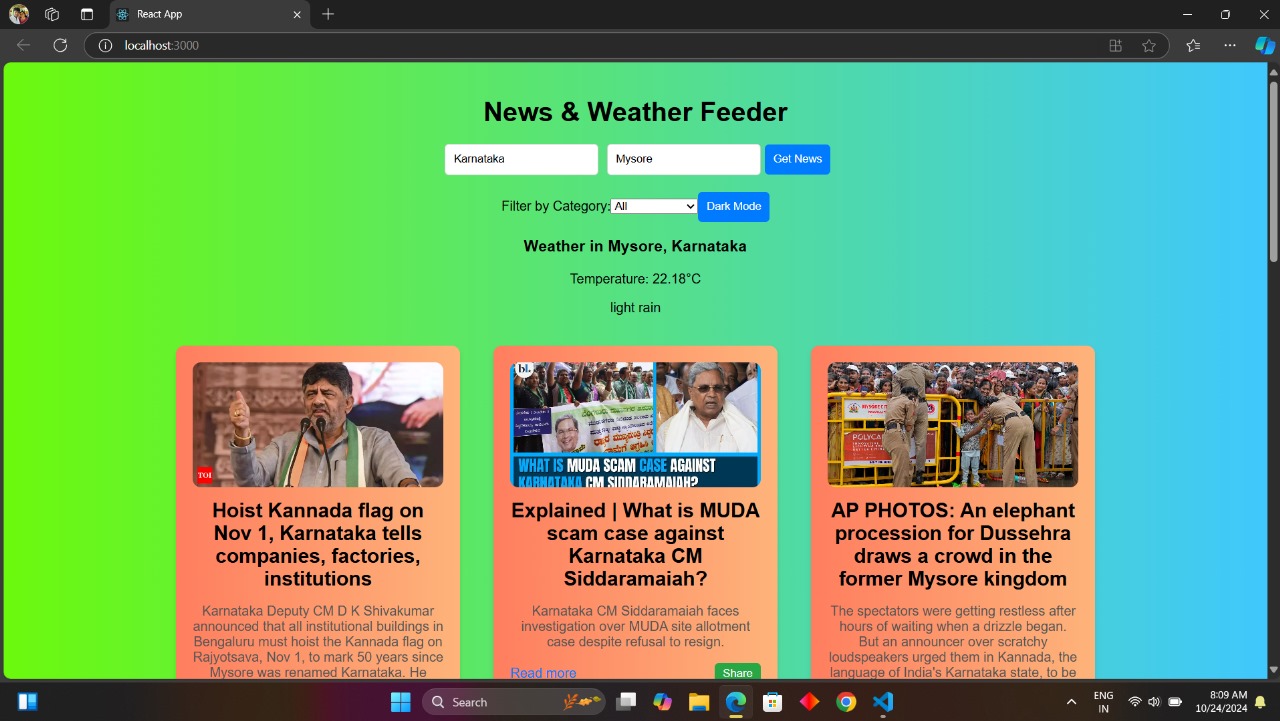 React App
localhost:3000
News & Weather Feeder
Karnataka
Mysore
Get News
Filter by Category:
All
Dark Mode
Weather in Mysore, Karnataka
Temperature: 22.18°C
light rain
TOI
Hoist Kannada flag on
Nov 1, Karnataka tells
companies, factories,
institutions
Karnataka Deputy CM D K Shivakumar
announced that all institutional buildings in
Bengaluru must hoist the Kannada flag on
Rajyotsava, Nov 1, to mark 50 years since
Mysore was renamed Karnataka. He
bl.
WHAT IS MUDA SCAM CASE AGAINST
KARNATAKA CM SIDDARAMAIAH?
Explained | What is MUDA
scam case against
Karnataka CM
Siddaramaiah?
Karnataka CM Siddaramaiah faces
investigation over MUDA site allotment
case despite refusal to resign.
Read more
Share
AP PHOTOS: An elephant
procession for Dussehra
draws a crowd in the
former Mysore kingdom
The spectators were getting restless after
hours of waiting when a drizzle began.
But an announcer over scratchy
loudspeakers urged them in Kannada, the
language of India's Karnataka state, to be
Search
ENG
IN
8:09 AM
10/24/2024